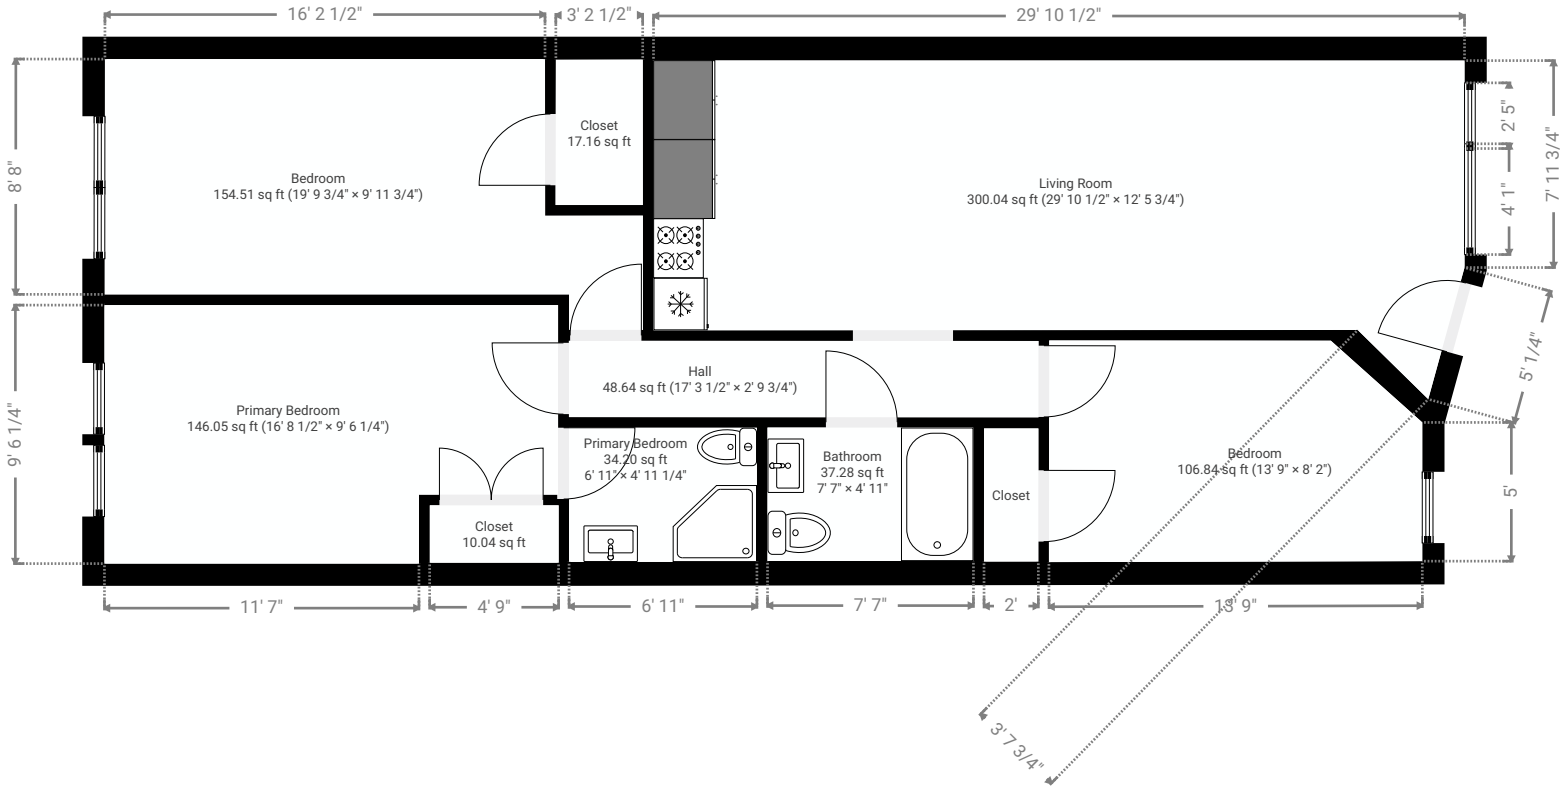 16' 2 1/2"
3' 2 1/2"
29' 10 1/2"
8' 8"
Closet
17.16 sq ft
Bedroom
154.51 sq ft (19' 9 3/4" × 9' 11 3/4")
Living Room
300.04 sq ft (29' 10 1/2" × 12' 5 3/4")
2' 5"
4' 1"
7' 11 3/4"
5' 1/4"
Hall
48.64 sq ft (17' 3 1/2" × 2' 9 3/4")
9' 6 1/4"
Primary Bedroom
146.05 sq ft (16' 8 1/2" × 9' 6 1/4")
Primary Bedroom
34.20 sq ft
6' 11" × 4' 11 1/4"
Bathroom
37.28 sq ft
7' 7" × 4' 11"
Closet
Bedroom
106.84 sq ft (13' 9" × 8' 2")
5'
Closet
10.04 sq ft
11' 7"
4' 9"
6' 11"
7' 7"
2'
13' 9"
3' 7 3/4"